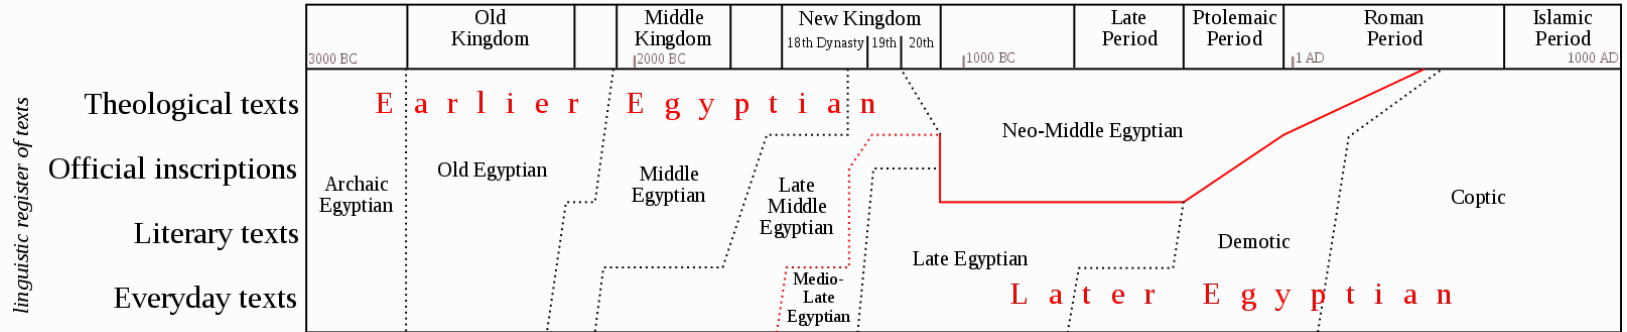 Old
Kingdom
Middle
Kingdom
New Kingdom
18th Dynasty
19th
20th
Late
Period
Ptolemaic
Period
Roman
Period
Islamic
Period
3000 BC
2000 BC
1000 BC
1 AD
1000 AD
linguistic register of texts
Theological texts
Official inscriptions
Literary texts
Everyday texts
Earlier Egyptian
Archaic
Egyptian
Old Egyptian
Middle
Egyptian
Late
Middle
Egyptian
Medio-
Late
Egyptian
Neo-Middle Egyptian
Late Egyptian
Demotic
Coptic
Later Egyptian